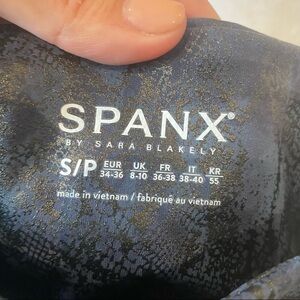 SPANX®
BY SARA BLAKELY
S/P EUR UK FR IT KR
34-36 8-10 36-38 38-40 55
made in vietnam / fabriqué au vietnam